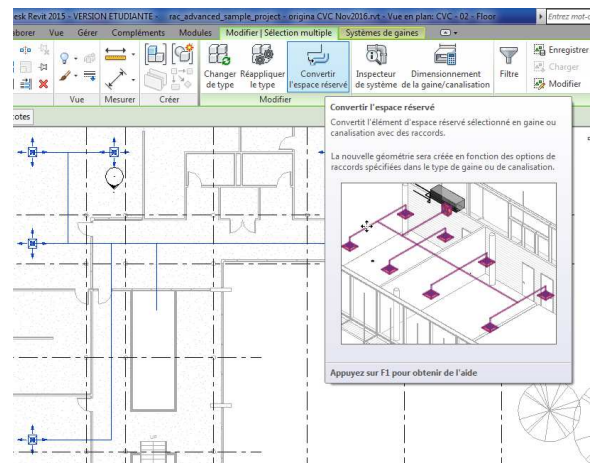 desk Revit 2015 - VERSION ETUDIANTE - rac_advanced_sample_project - origina CVC Nov2016.rvt - Vue en plan: CVC - 02 - Floor
Entrez mot-c
aborer Vue Gérer Compléments Modules Modifier | Sélection multiple Systèmes de gaines
Changer de type
Réappliquer le type
Convertir l'espace réservé
Inspecteur de système
Dimensionnement de la gaine/canalisation
Filtre
Enregistrer
Charger
Modifier
Vue Mesurer Créer Modifier
cotes
Convertir l'espace réservé
Convertit l'élément d'espace réservé sélectionné en gaine ou
canalisation avec des raccords.
La nouvelle géométrie sera créée en fonction des options de
raccords spécifiées dans le type de gaine ou de canalisation.
Appuyez sur F1 pour obtenir de l'aide